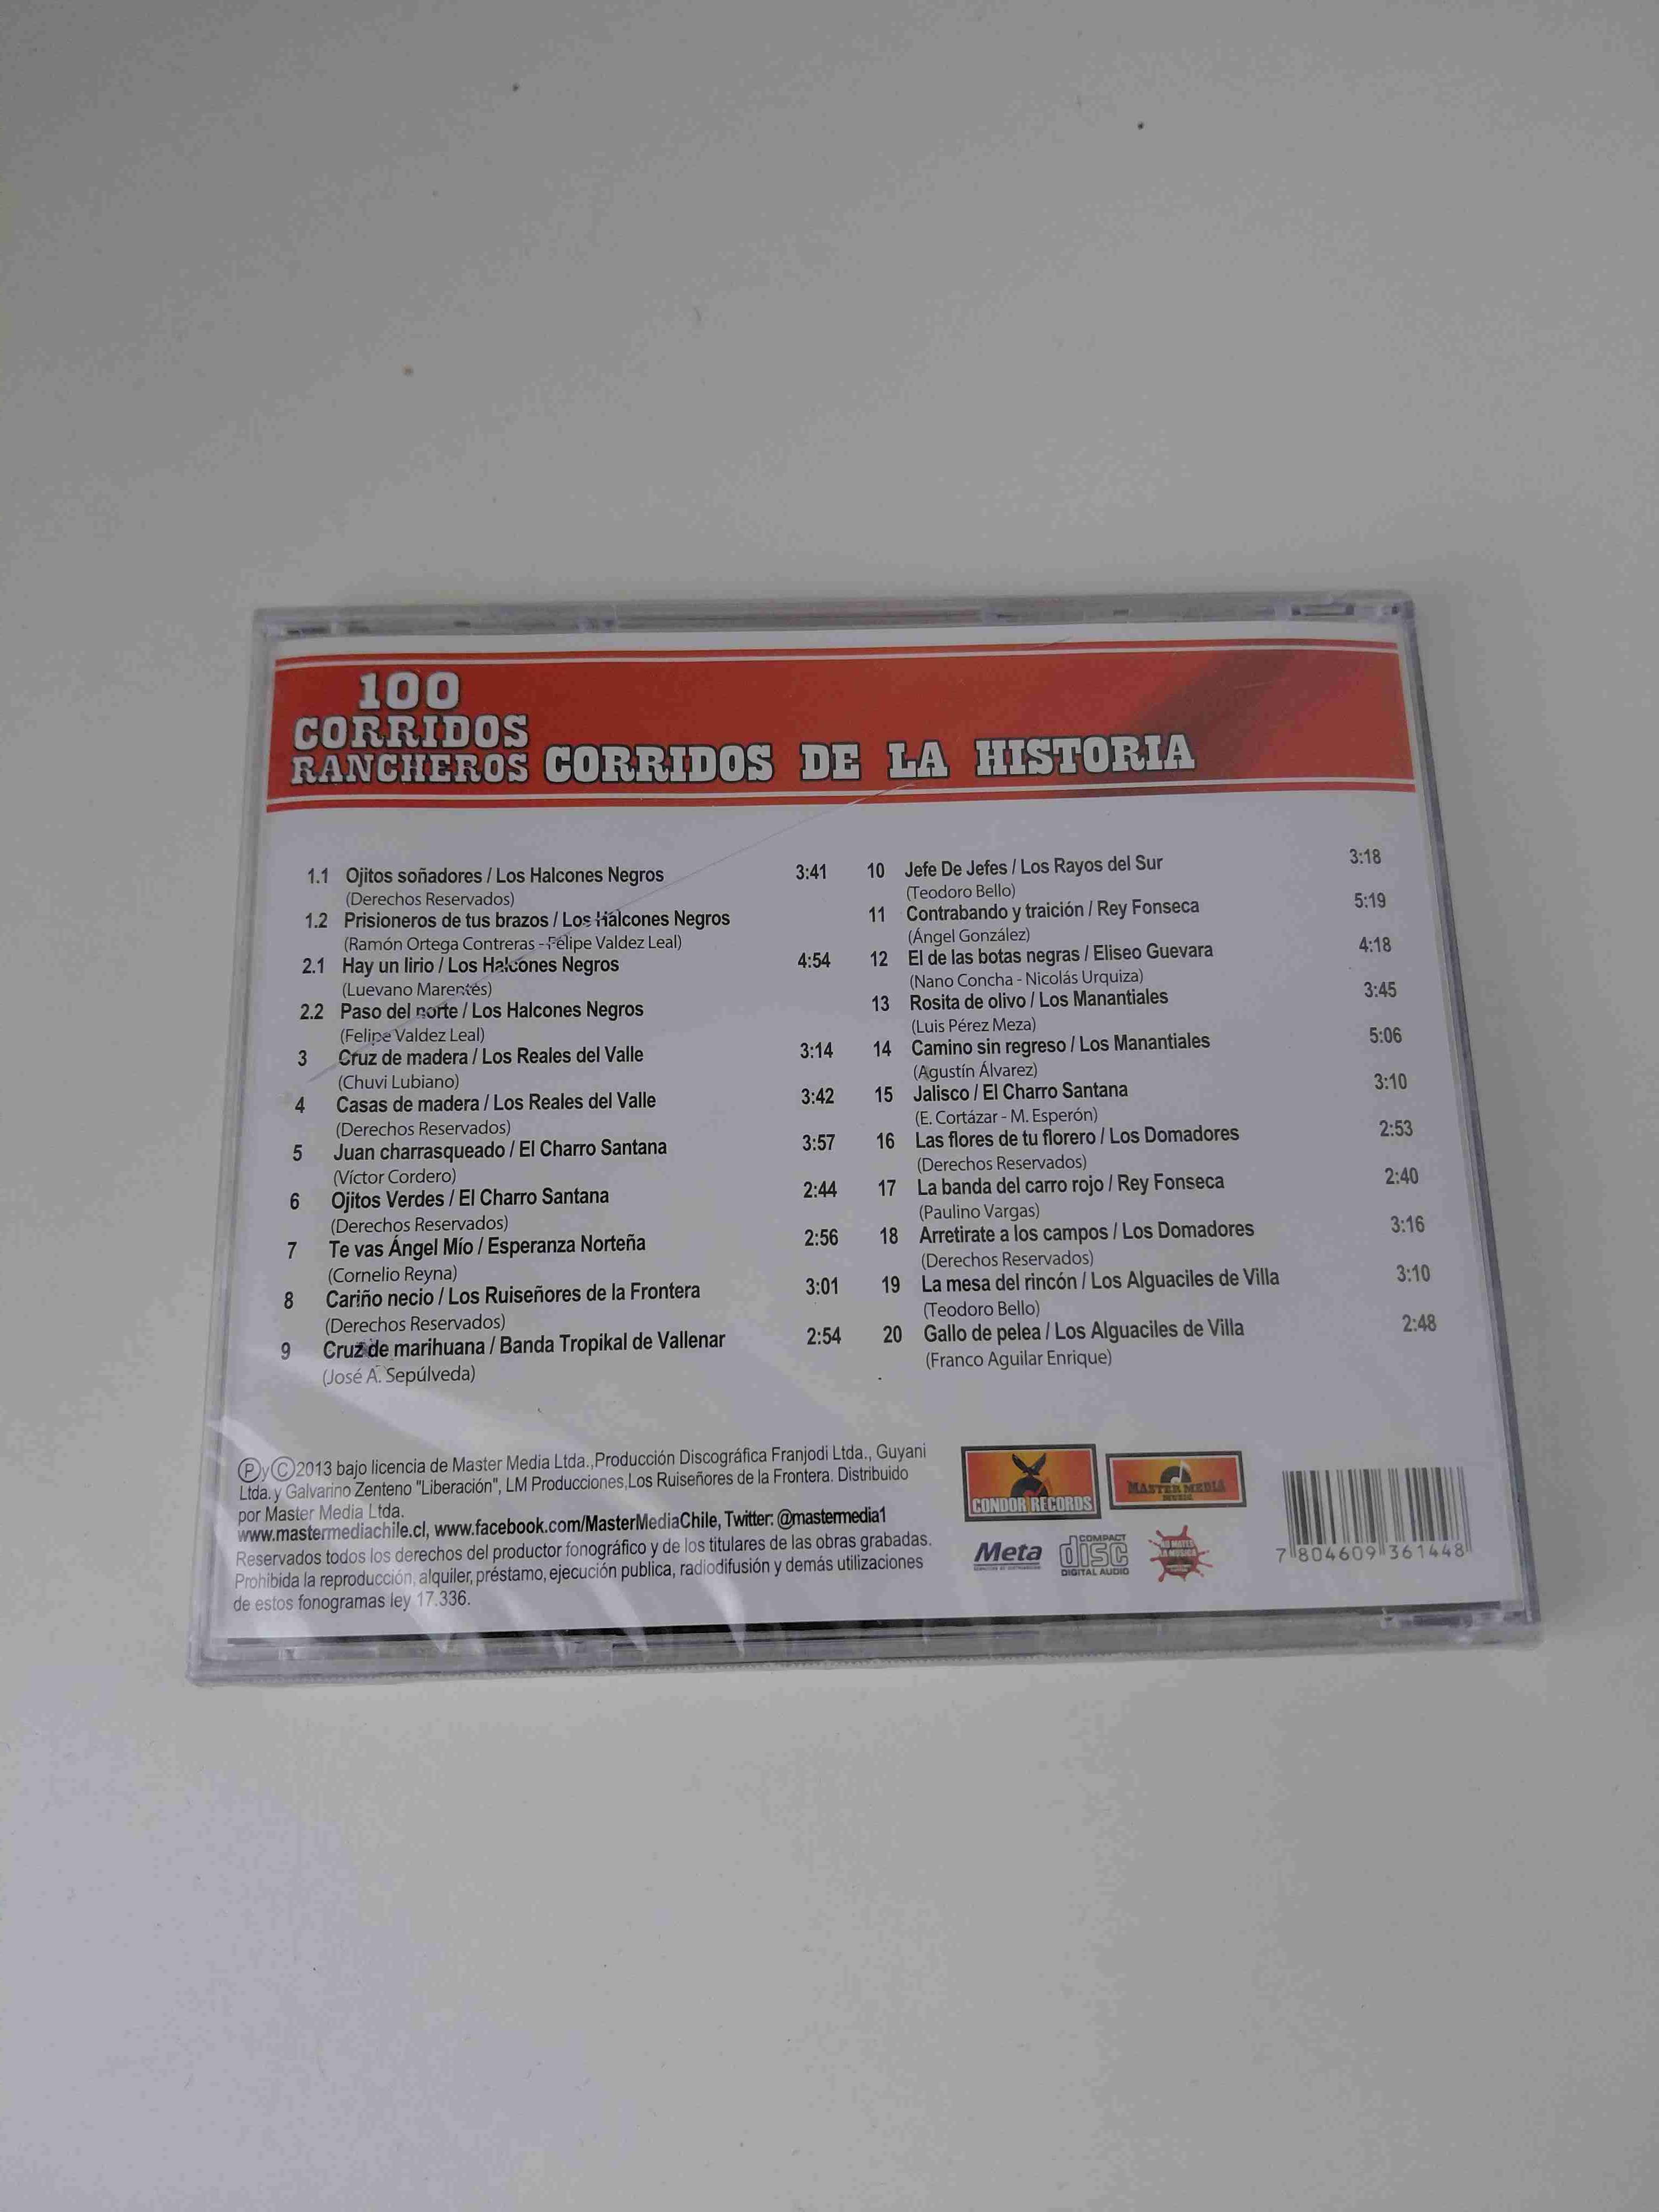 100
CORRIDOS
RANCHEROS CORRIDOS DE LA HISTORIA
1.1 Ojitos soñadores / Los Halcones Negros 3:41
(Derechos Reservados)
1.2 Prisioneros de tus brazos / Los Halcones Negros
(Ramón Ortega Contreras - Felipe Valdez Leal)
2.1 Hay un lirio / Los Halcones Negros 4:54
(Luevano Marentés)
2.2 Paso del norte / Los Halcones Negros
(Felipe Valdez Leal)
3 Cruz de madera / Los Reales del Valle 3:14
(Chuvi Lubiano)
4 Casas de madera / Los Reales del Valle 3:42
(Derechos Reservados)
5 Juan charrasqueado / El Charro Santana 3:57
(Víctor Cordero)
6 Ojitos Verdes / El Charro Santana 2:44
(Derechos Reservados)
7 Te vas Ángel Mío / Esperanza Norteña 2:56
(Cornelio Reyna)
8 Cariño necio / Los Ruiseñores de la Frontera 3:01
(Derechos Reservados)
9 Cruz de marihuana / Banda Tropikal de Vallenar 2:54
(José A. Sepúlveda)
10 Jefe De Jefes / Los Rayos del Sur 3:18
(Teodoro Bello)
11 Contrabando y traición / Rey Fonseca 5:19
(Ángel González)
12 El de las botas negras / Eliseo Guevara 4:18
(Nano Concha - Nicolás Urquiza)
13 Rosita de olivo / Los Manantiales 3:45
(Luis Pérez Meza)
14 Camino sin regreso / Los Manantiales 5:06
(Agustín Álvarez)
15 Jalisco / El Charro Santana 3:10
(E. Cortázar - M. Esperón)
16 Las flores de tu florero / Los Domadores 2:53
(Derechos Reservados)
17 La banda del carro rojo / Rey Fonseca 2:40
(Paulino Vargas)
18 Arretirate a los campos / Los Domadores 3:16
(Derechos Reservados)
19 La mesa del rincón / Los Alguaciles de Villa 3:10
(Teodoro Bello)
20 Gallo de pelea / Los Alguaciles de Villa 2:48
(Franco Aguilar Enrique)
Ⓟy©2013 bajo licencia de Master Media Ltda.,Producción Discográfica Franjodi Ltda., Guyani
Ltda. y Galvarino Zenteno "Liberación", LM Producciones,Los Ruiseñores de la Frontera. Distribuido
por Master Media Ltda.
www.mastermediachile.cl, www.facebook.com/MasterMediaChile, Twitter: @mastermedia1
Reservados todos los derechos del productor fonográfico y de los titulares de las obras grabadas.
Prohibida la reproducción, alquiler, préstamo, ejecución publica, radiodifusión y demás utilizaciones
de estos fonogramas ley 17.336.
CONDOR RECORDS
MASTER MEDIA
MUSIC
Meta
COMPACT
disc
DIGITAL AUDIO
NO MATES
LA MUSICA
7 804609 361448